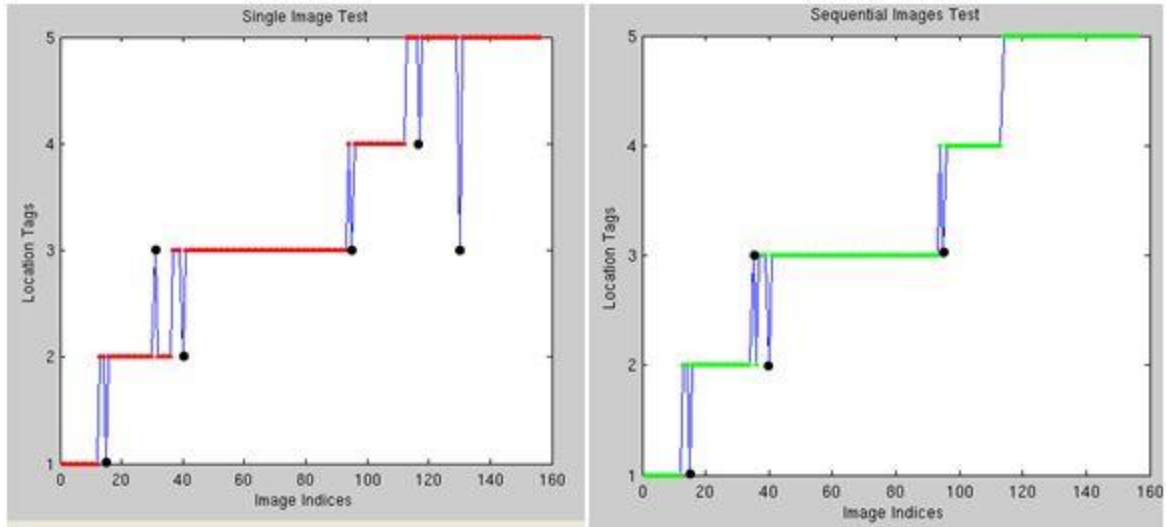 Single Image Test
5
4
3
2
1
Location Tags
0 20 40 60 80 100 120 140 160
Image Indices
Sequential Images Test
5
4
3
2
1
Location Tags
0 20 40 60 80 100 120 140 160
Image Indices